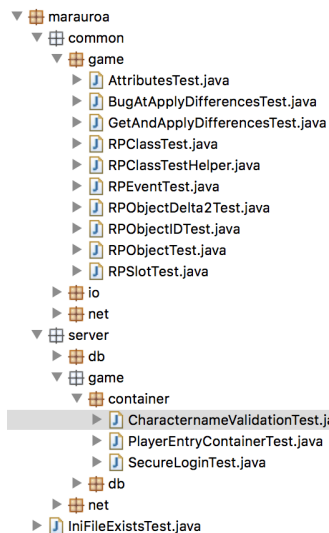 marauroa
common
game
AttributesTest.java
BugAtApplyDifferencesTest.java
GetAndApplyDifferencesTest.java
RPClassTest.java
RPClassTestHelper.java
RPEventTest.java
RPObjectDelta2Test.java
RPObjectIDTest.java
RPObjectTest.java
RPSlotTest.java
io
net
server
db
game
container
CharacternameValidationTest.ja
PlayerEntryContainerTest.java
SecureLoginTest.java
db
net
IniFileExistsTest.java